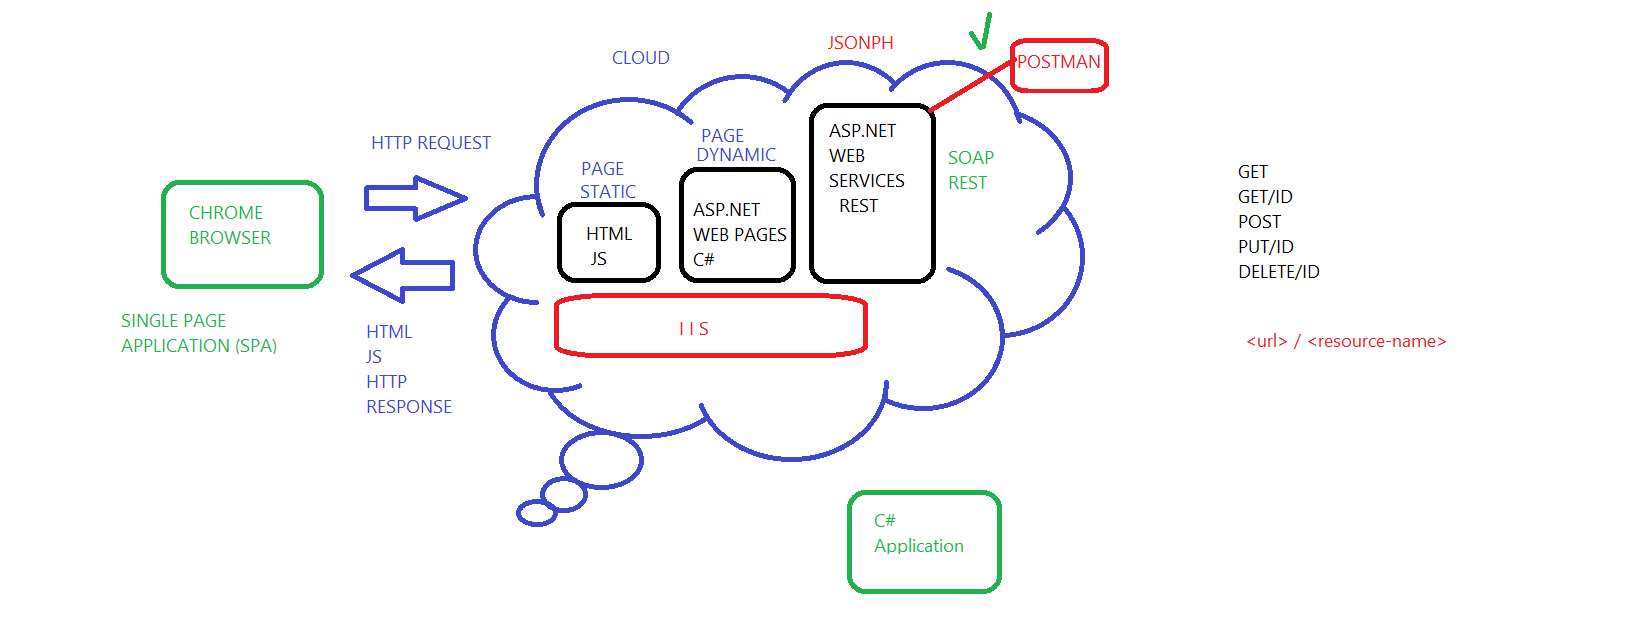 CLOUD
JSONPH
POSTMAN
HTTP REQUEST
CHROME
BROWSER
SINGLE PAGE
APPLICATION (SPA)
HTML
JS
HTTP
RESPONSE
PAGE
STATIC
HTML
JS
PAGE
DYNAMIC
ASP.NET
WEB PAGES
C#
ASP.NET
WEB
SERVICES
REST
SOAP
REST
I I S
C#
Application
GET
GET/ID
POST
PUT/ID
DELETE/ID
<url> / <resource-name>